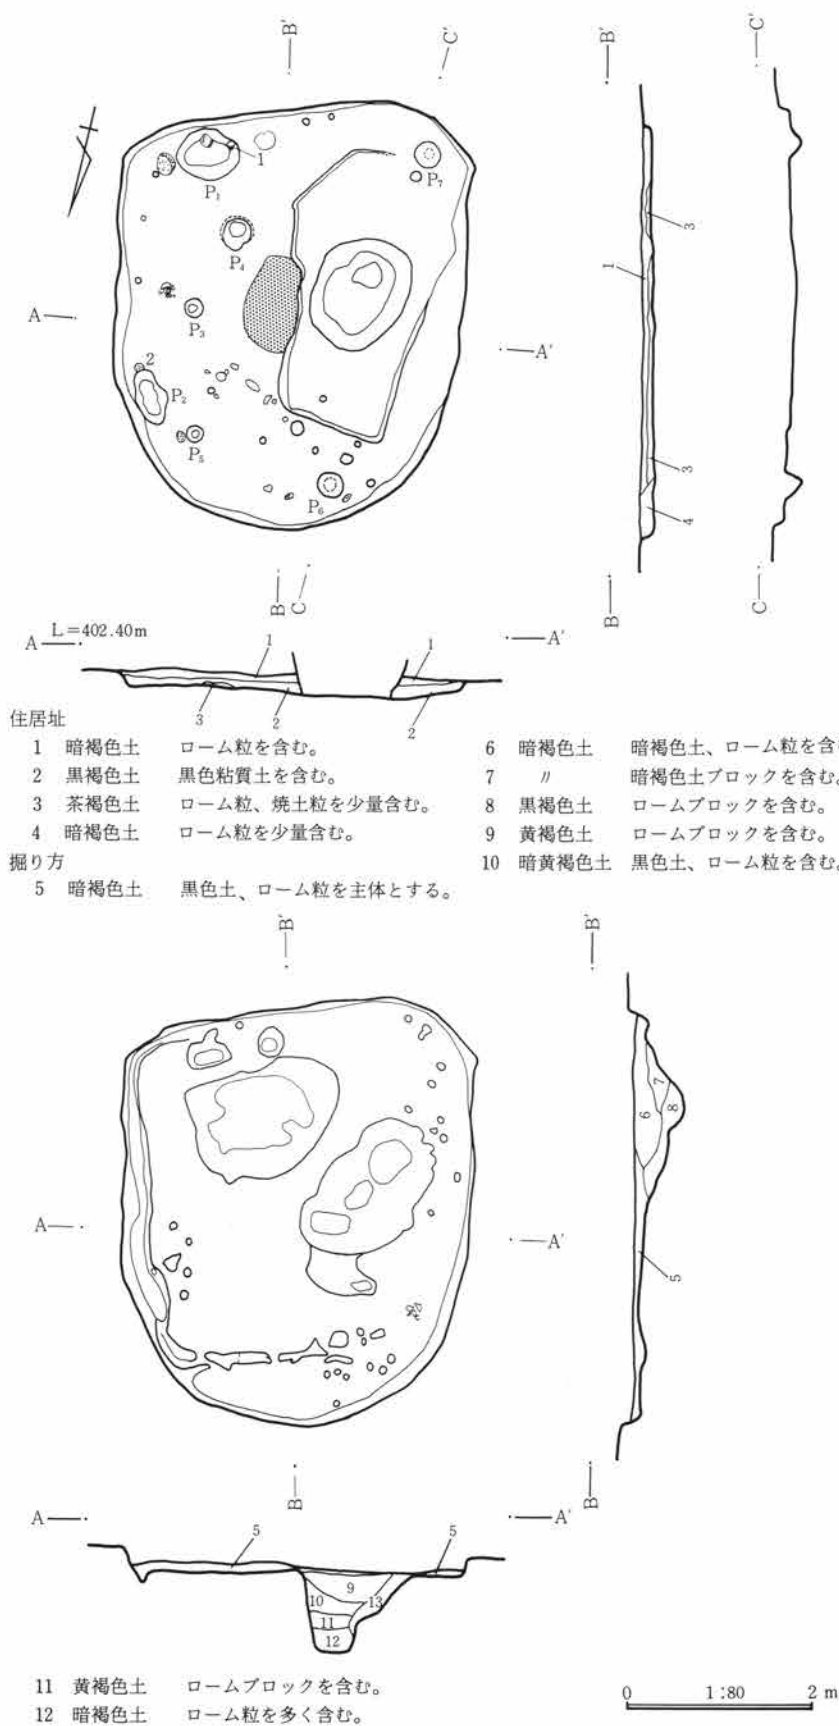 B'
C'
B'
C'
1
P₁
P₇
P₄
3
1
A
P₃
A'
2
P₂
P₅
P₆
3
4
B
C
B
C
A L=402.40m
A'
1
1
3
2
2
住居址
1 暗褐色土 ローム粒を含む。
2 黒褐色土 黒色粘質土を含む。
3 茶褐色土 ローム粒、焼土粒を少量含む。
4 暗褐色土 ローム粒を少量含む。
掘り方
5 暗褐色土 黒色土、ローム粒を主体とする。
6 暗褐色土 暗褐色土、ローム粒を含
7 〃 暗褐色土ブロックを含む。
8 黒褐色土 ロームブロックを含む。
9 黄褐色土 ロームブロックを含む。
10 暗黄褐色土 黒色土、ローム粒を含む。
B'
B'
7
6
8
A
A'
5
B
B
A
A'
5
5
9
10
13
11
12
11 黄褐色土 ロームブロックを含む。
12 暗褐色土 ローム粒を多く含む。
0 1:80 2 m